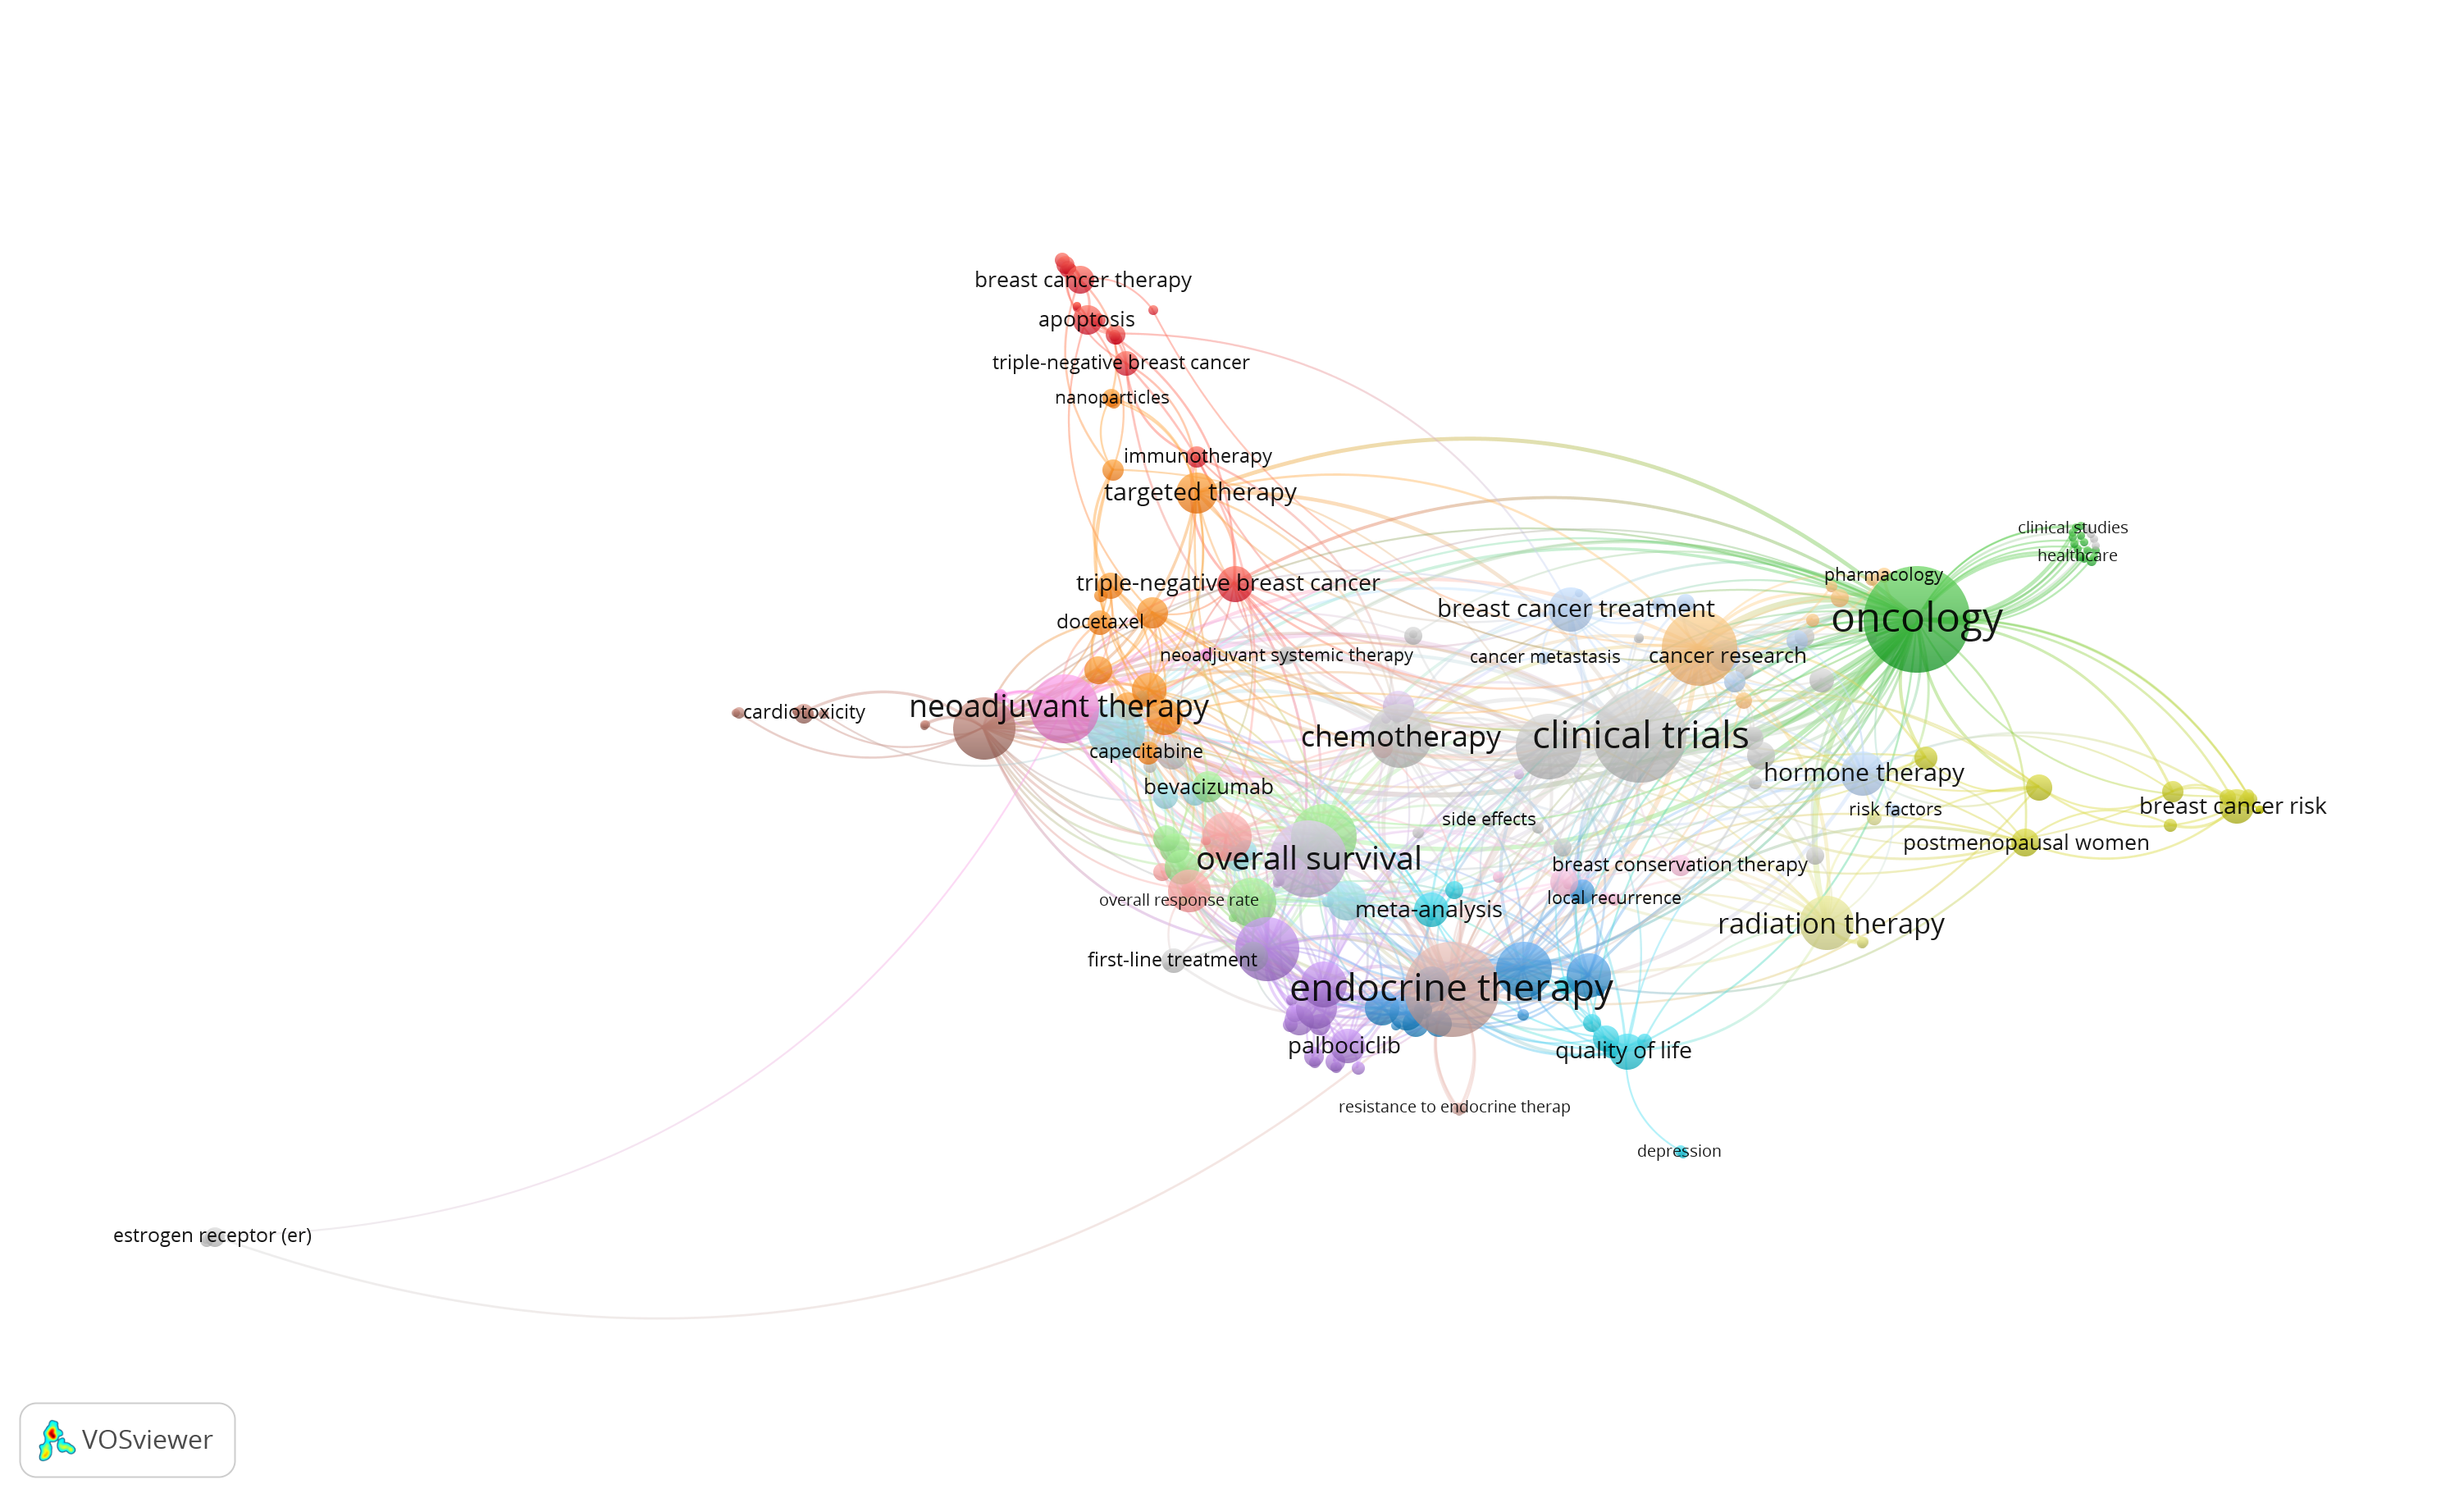 breast cancer therapy
apoptosis
triple-negative breast cancer
nanoparticles
immunotherapy
targeted therapy
clinical studies
healthcare
pharmacology
triple-negative breast cancer
breast cancer treatment
oncology
docetaxel
neoadjuvant systemic therapy
cancer metastasis
cancer research
neoadjuvant therapy
cardiotoxicity
chemotherapy
clinical trials
capecitabine
hormone therapy
bevacizumab
breast cancer risk
risk factors
side effects
postmenopausal women
overall survival
breast conservation therapy
overall response rate
local recurrence
meta-analysis
radiation therapy
first-line treatment
endocrine therapy
palbociclib
quality of life
resistance to endocrine therap
depression
estrogen receptor (er)
VOSviewer